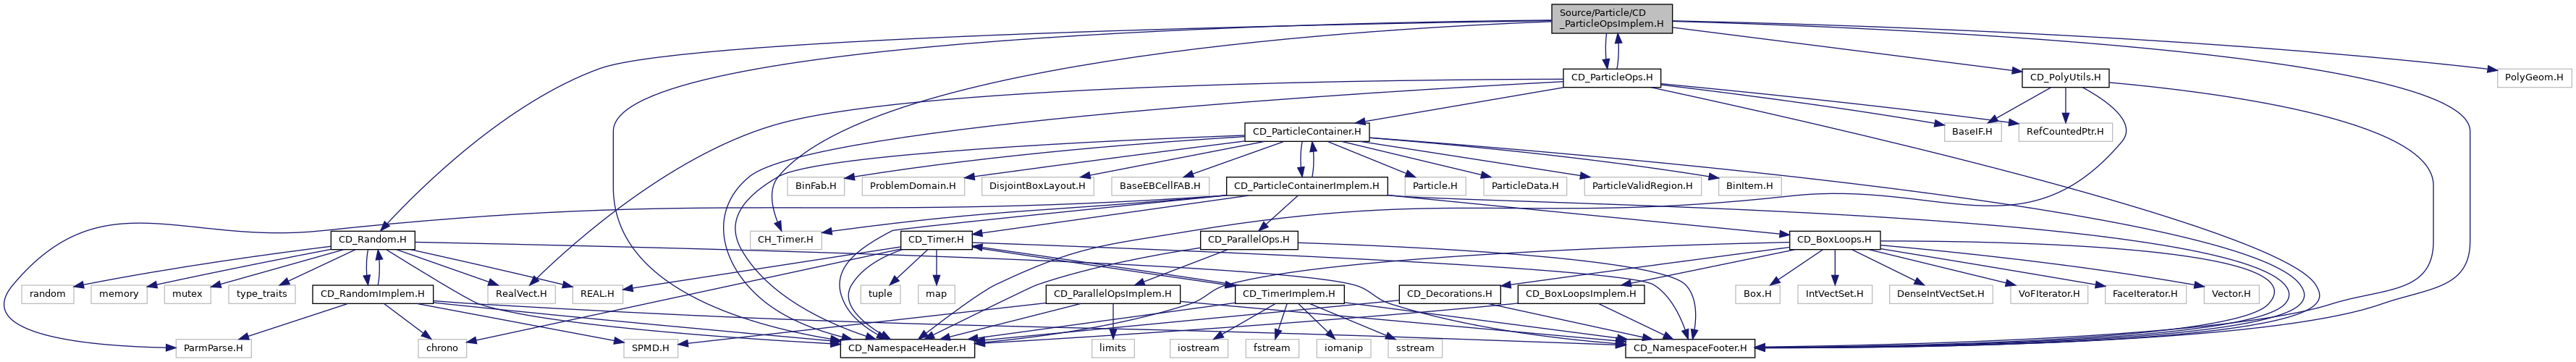 Source/Particle/CD
_ParticleOpsImplem.H
CD_ParticleOps.H
CD_PolyUtils.H
PolyGeom.H
CD_ParticleContainer.H
BaseIF.H
RefCountedPtr.H
BinFab.H
ProblemDomain.H
DisjointBoxLayout.H
BaseEBCellFAB.H
CD_ParticleContainerImplem.H
Particle.H
ParticleData.H
ParticleValidRegion.H
BinItem.H
CD_Random.H
CH_Timer.H
CD_Timer.H
CD_ParallelOps.H
CD_BoxLoops.H
random
memory
mutex
type_traits
CD_RandomImplem.H
RealVect.H
REAL.H
tuple
map
CD_ParallelOpsImplem.H
CD_TimerImplem.H
CD_Decorations.H
CD_BoxLoopsImplem.H
Box.H
IntVectSet.H
DenseIntVectSet.H
VoFIterator.H
FaceIterator.H
Vector.H
ParmParse.H
chrono
SPMD.H
CD_NamespaceHeader.H
limits
iostream
fstream
iomanip
sstream
CD_NamespaceFooter.H